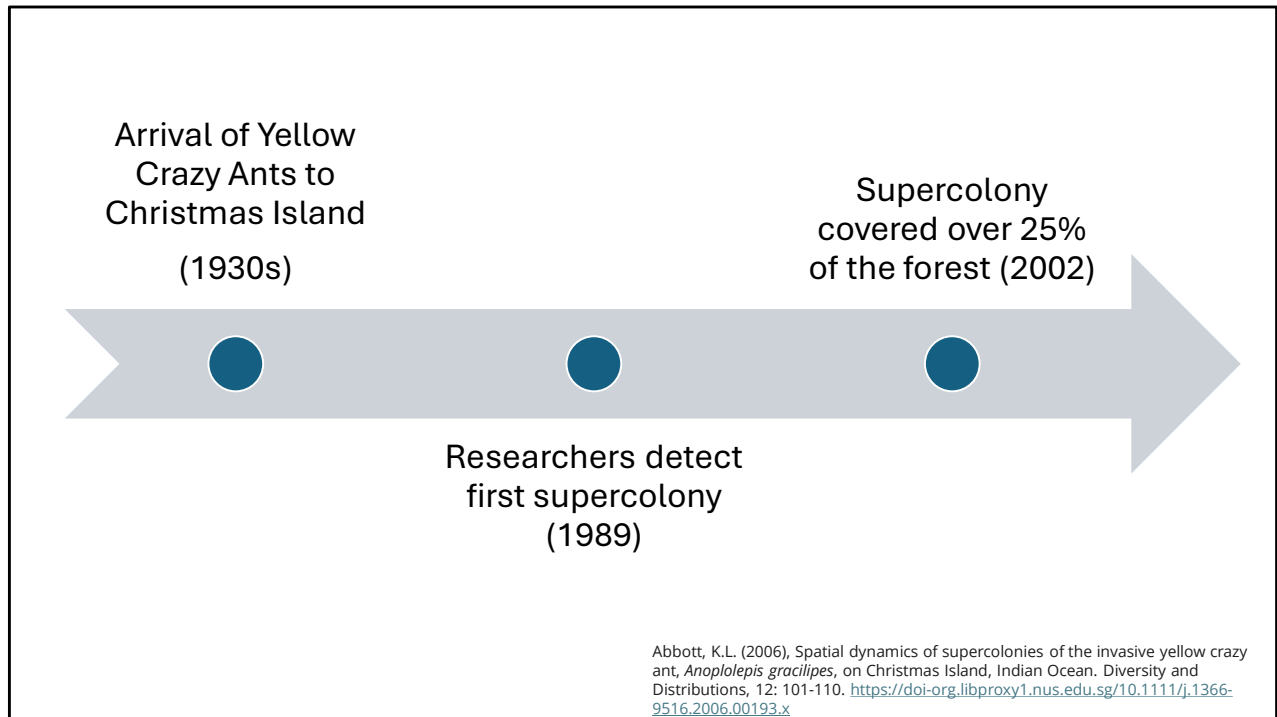 Arrival of Yellow
Crazy Ants to
Christmas Island
(1930s)
Researchers detect
first supercolony
(1989)
Supercolony
covered over 25%
of the forest (2002)
Abbott, K.L. (2006), Spatial dynamics of supercolonies of the invasive yellow crazy
ant, Anoplolepis gracilipes, on Christmas Island, Indian Ocean. Diversity and
Distributions, 12: 101-110. https://doi-org.libproxy1.nus.edu.sg/10.1111/j.1366-
9516.2006.00193.x